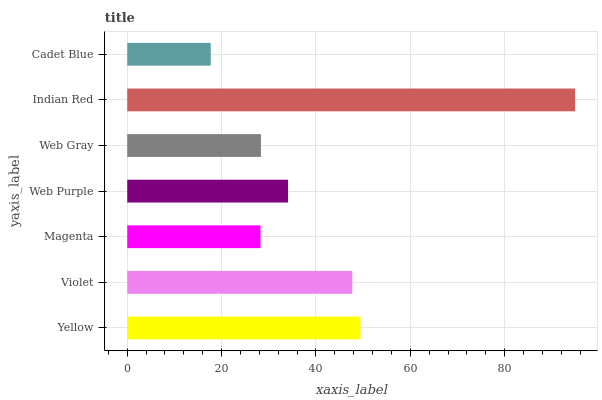 title
Cadet Blue
Indian Red
Web Gray
Web Purple
Magenta
Violet
Yellow
yaxis_label
0 20 40 60 80
xaxis_label